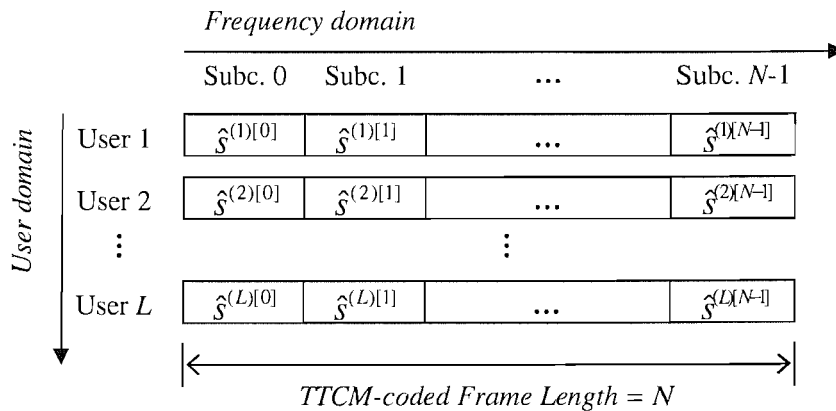 Frequency domain
Subc. 0 Subc. 1 ... Subc. N-1
User domain
User 1 ŝ^(1)[0] ŝ^(1)[1] ... ŝ^(1)[N-1]
User 2 ŝ^(2)[0] ŝ^(2)[1] ... ŝ^(2)[N-1]
⋮ ⋮
User L ŝ^(L)[0] ŝ^(L)[1] ... ŝ^(L)[N-1]
TTCM-coded Frame Length = N